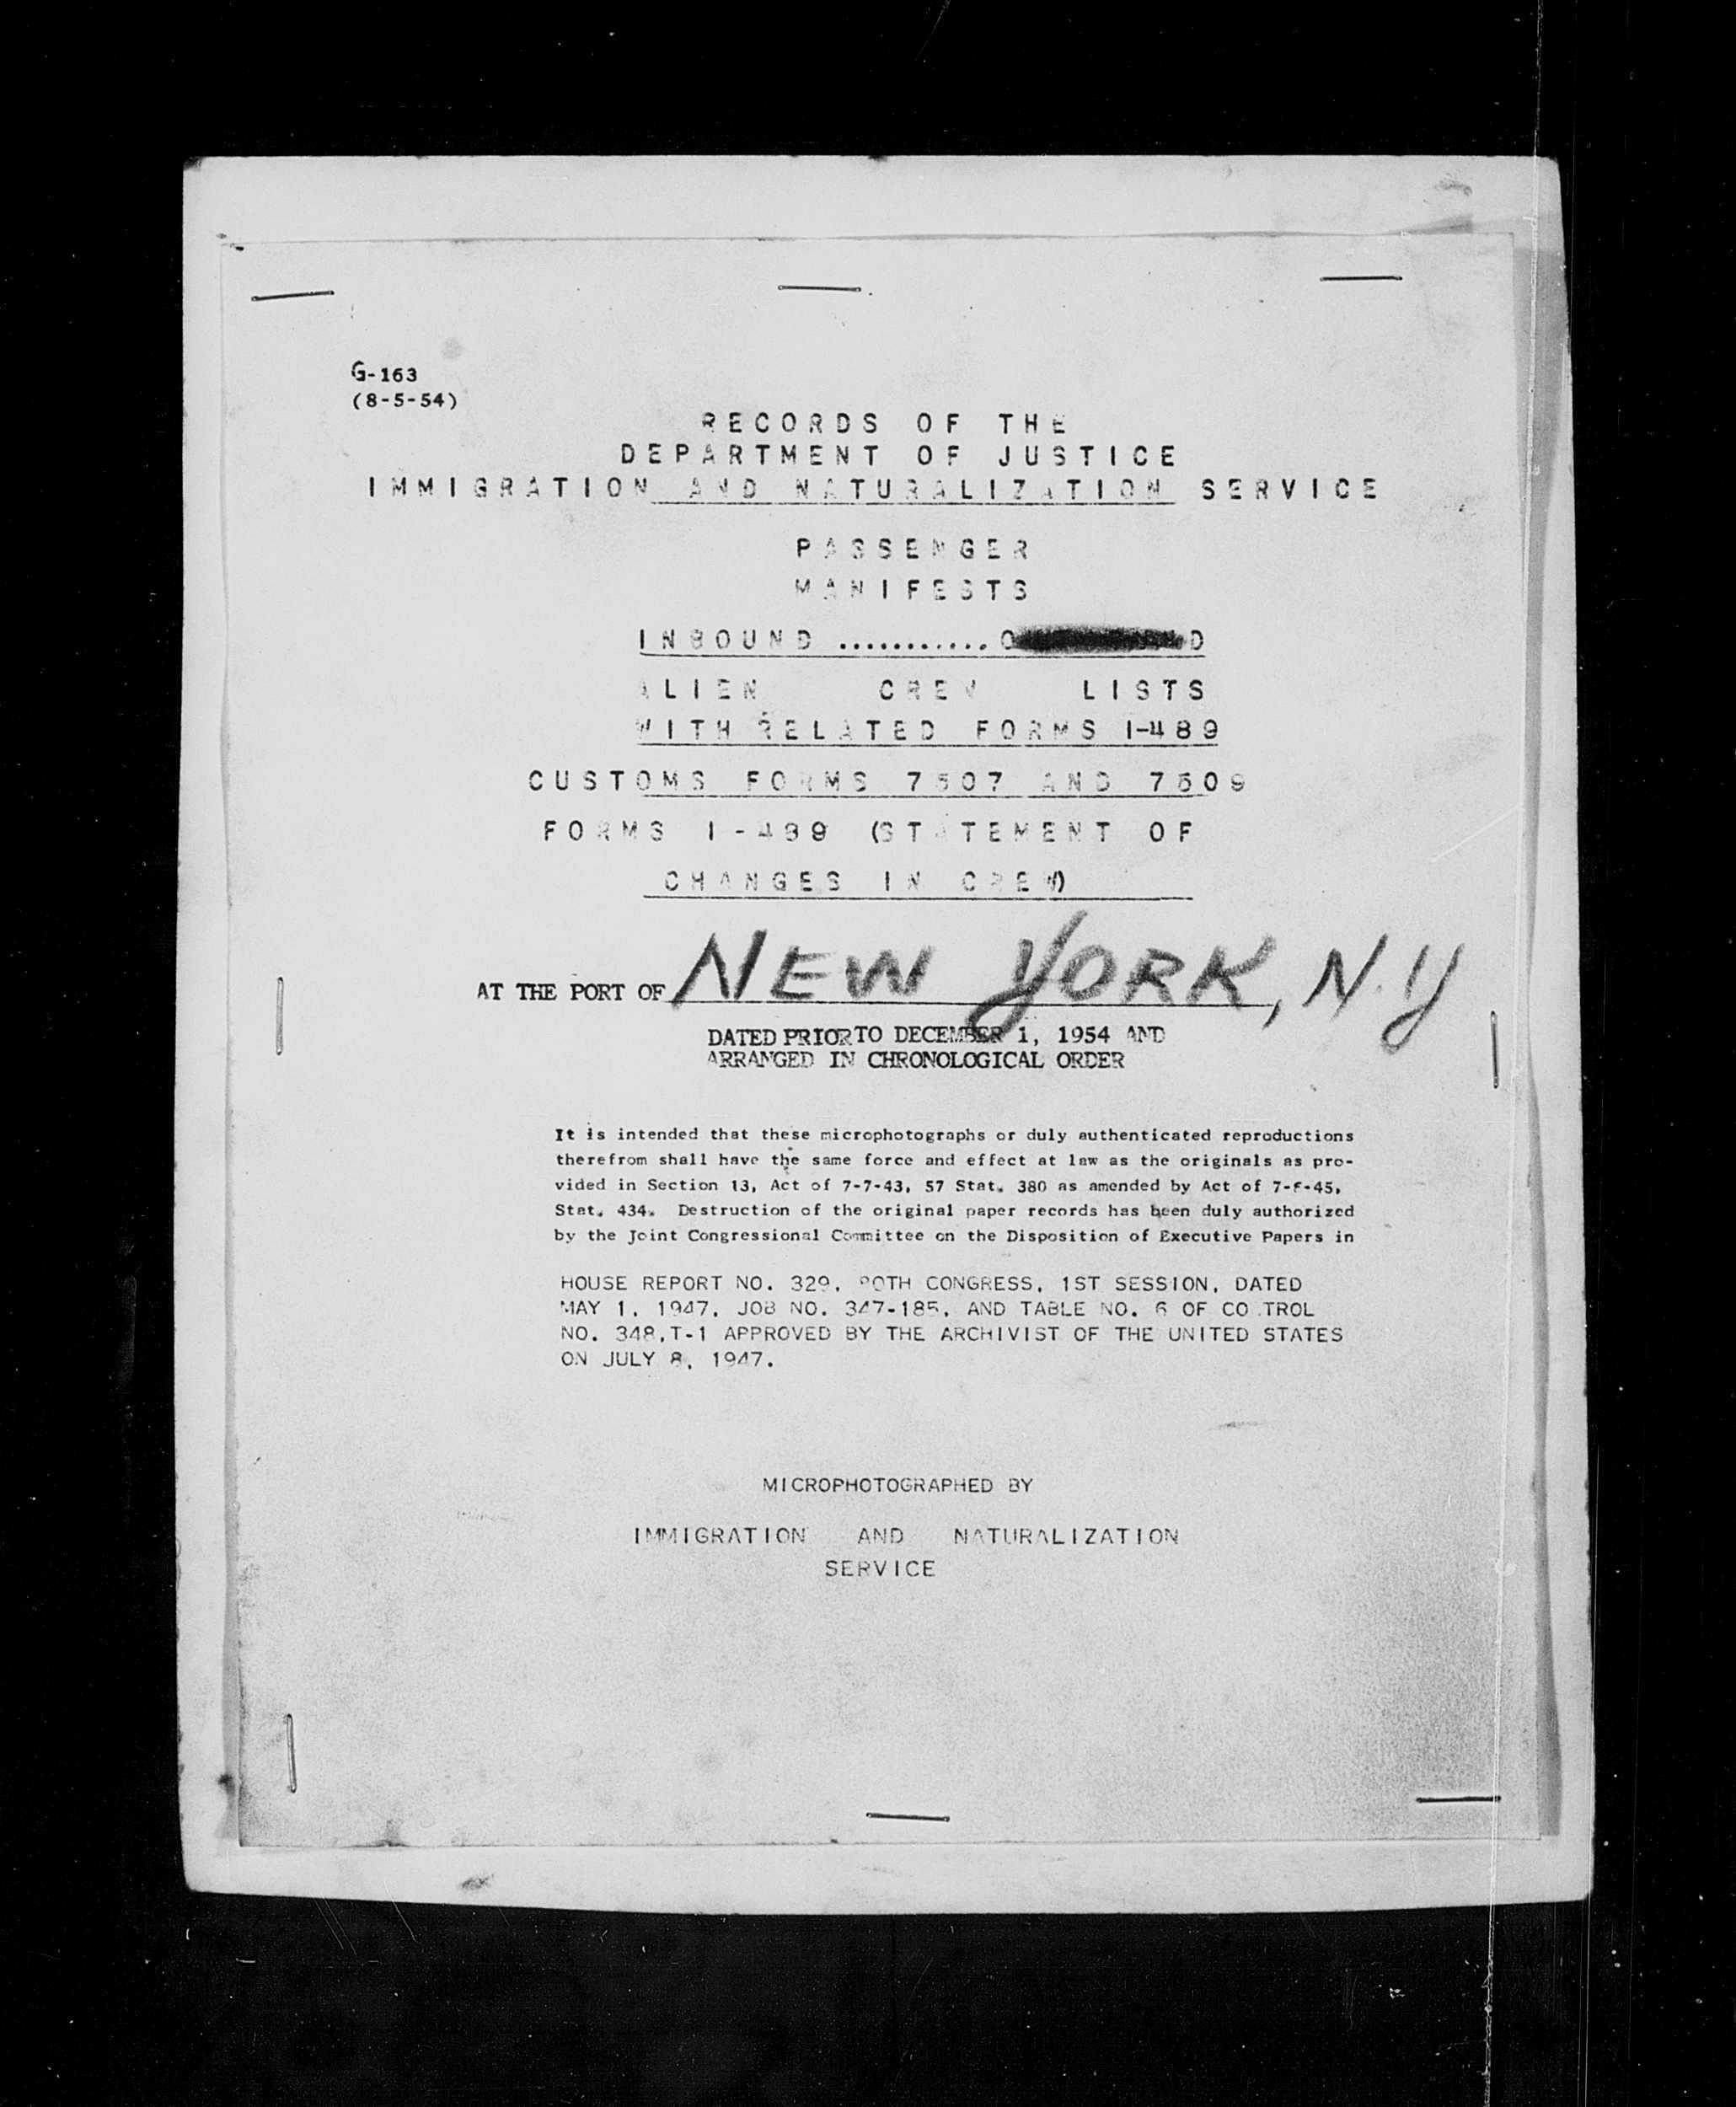 G-163
(8-5-54)
RECORDS OF THE
DEPARTMENT OF JUSTICE
IMMIGRATION AND NATURALIZATION SERVICE
PASSENGER
MANIFESTS
INBOUND ...........
ALIEN CREW LISTS
WITH RELATED FORMS I-489
CUSTOMS FORMS 7507 AND 7509
FORMS I-489 (STATEMENT OF
CHANGES IN CREW)
AT THE PORT OF NEW YORK, N.Y
DATED PRIOR TO DECEMBER 1, 1954 AND
ARRANGED IN CHRONOLOGICAL ORDER
It is intended that these microphotographs or duly authenticated reproductions
therefrom shall have the same force and effect at law as the originals as pro-
vided in Section 13, Act of 7-7-43, 57 Stat. 380 as amended by Act of
Stat. 434. Destruction of the original paper records has been duly authorized
by the Joint Congressional Committee on the Disposition of Executive Papers in
HOUSE REPORT NO. 329, 80TH CONGRESS, 1ST SESSION, DATED
MAY 1, 1947, JOB NO. 347-185, AND TABLE NO. 6 OF CO TROL
NO. 348,T-1 APPROVED BY THE ARCHIVIST OF THE UNITED STATES
ON JULY 8, 1947.
MICROPHOTOGRAPHED BY
IMMIGRATION AND NATURALIZATION
SERVICE